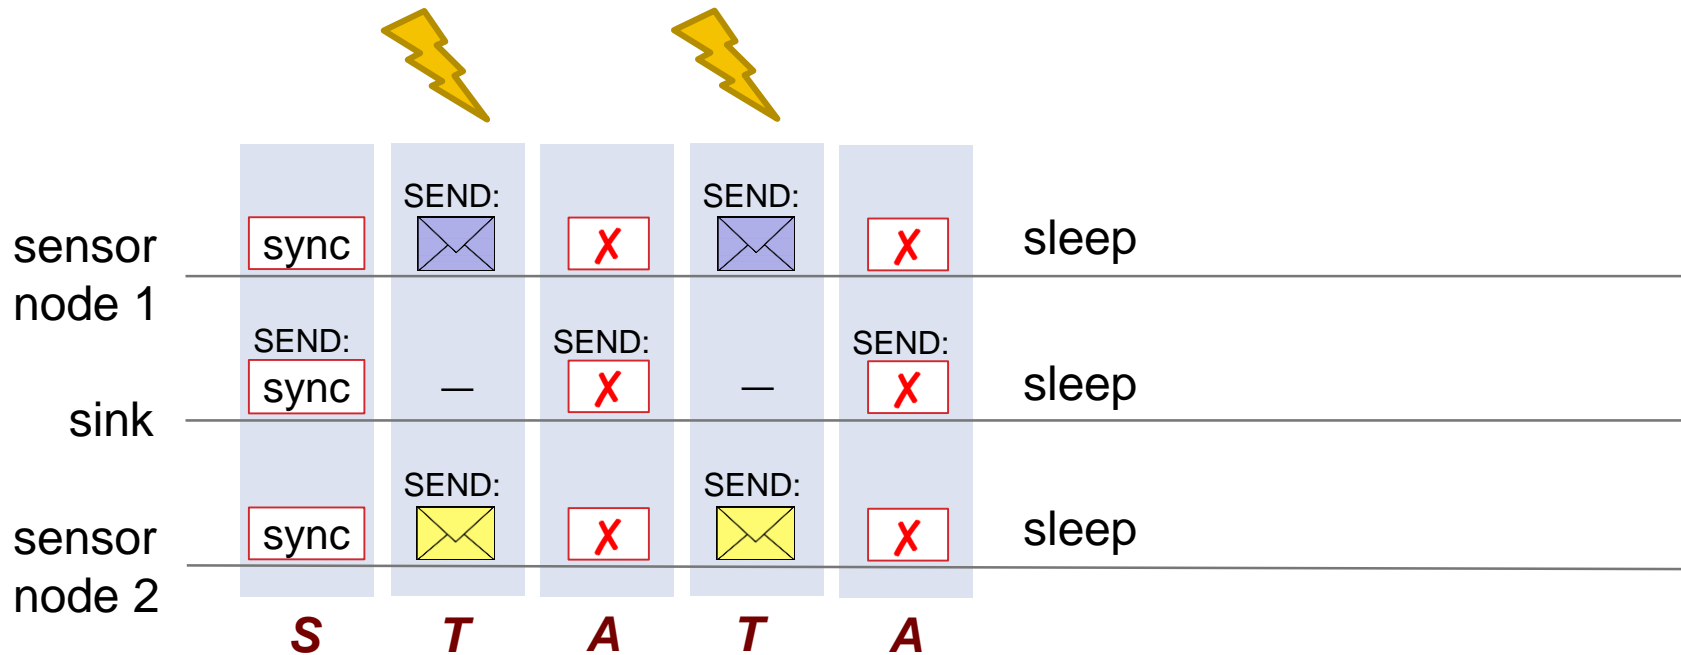 SEND: SEND:
sensor node 1 sync ✗ ✗ sleep
SEND: SEND: SEND:
sink sync – ✗ – ✗ sleep
SEND: SEND:
sensor node 2 sync ✗ ✗ sleep
S T A T A